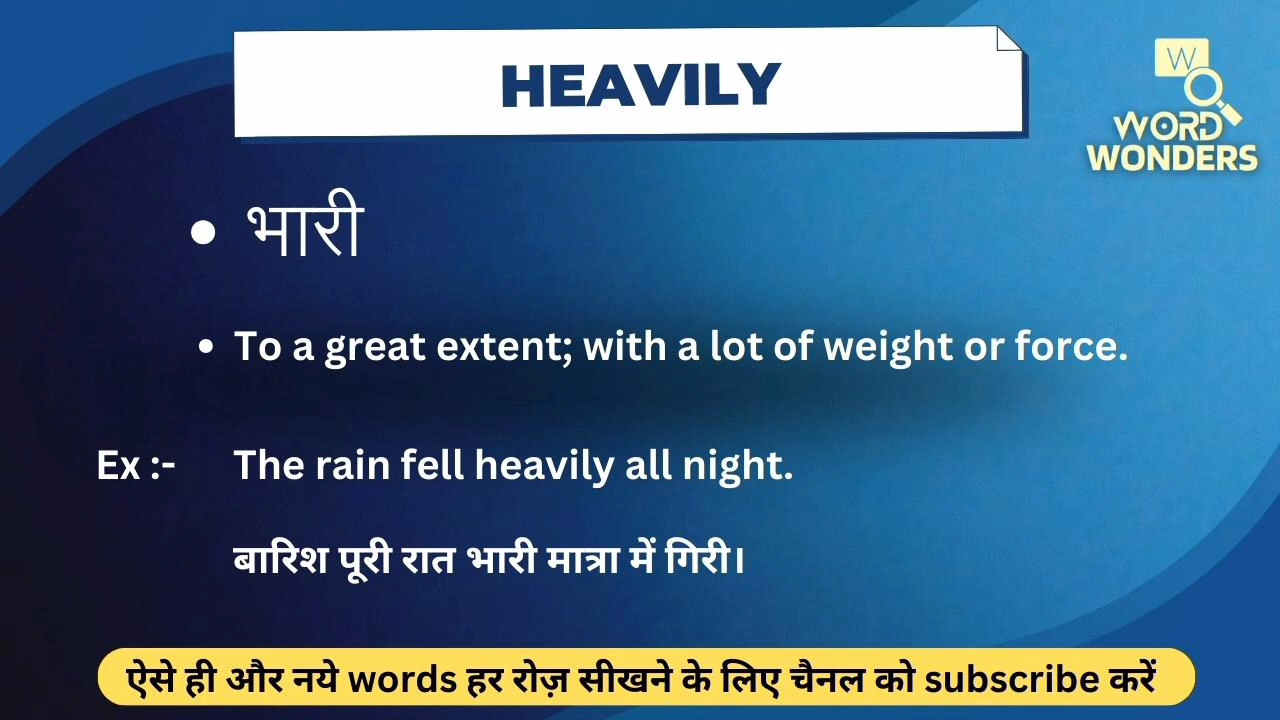 HEAVILY
W
WORD
WONDERS
• भारी
• To a great extent; with a lot of weight or force.
Ex :- The rain fell heavily all night.
बारिश पूरी रात भारी मात्रा में गिरी।
ऐसे ही और नये words हर रोज़ सीखने के लिए चैनल को subscribe करें